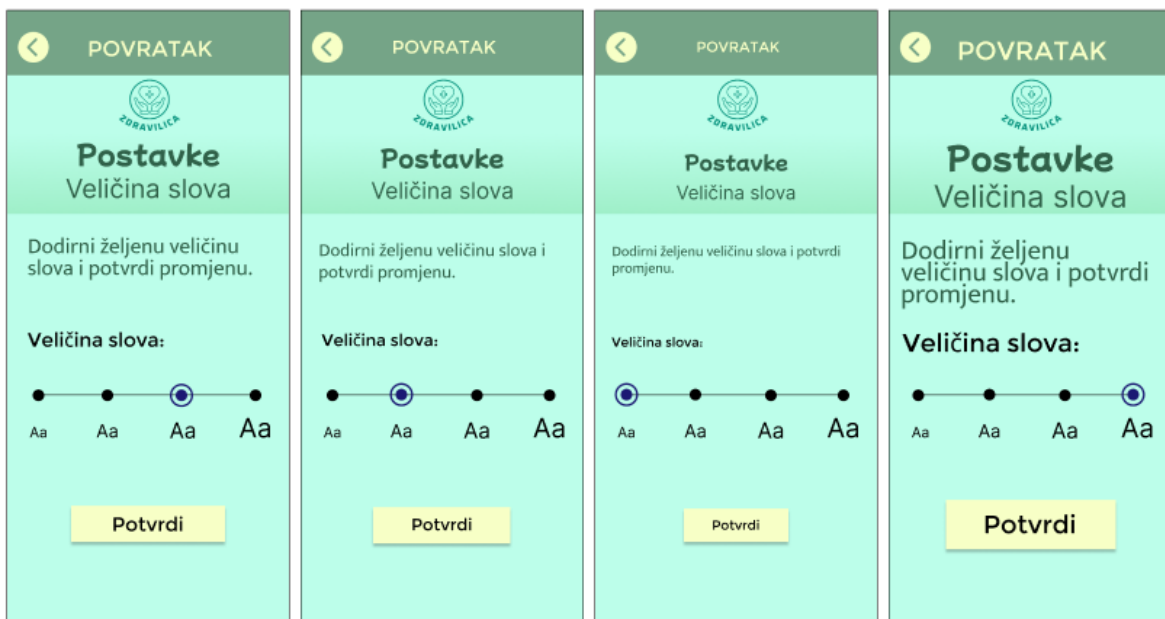 POVRATAK
ZDRAVILICA
Postavke
Veličina slova
Dodirni željenu veličinu
slova i potvrdi promjenu.
Veličina slova:
Aa Aa Aa Aa
Potvrdi
POVRATAK
ZDRAVILICA
Postavke
Veličina slova
Dodirni željenu veličinu slova i
potvrdi promjenu.
Veličina slova:
Aa Aa Aa Aa
Potvrdi
POVRATAK
ZDRAVILICA
Postavke
Veličina slova
Dodirni željenu veličinu slova i potvrdi
promjenu.
Veličina slova:
Aa Aa Aa Aa
Potvrdi
POVRATAK
ZDRAVILICA
Postavke
Veličina slova
Dodirni željenu
veličinu slova i potvrdi
promjenu.
Veličina slova:
Aa Aa Aa Aa
Potvrdi